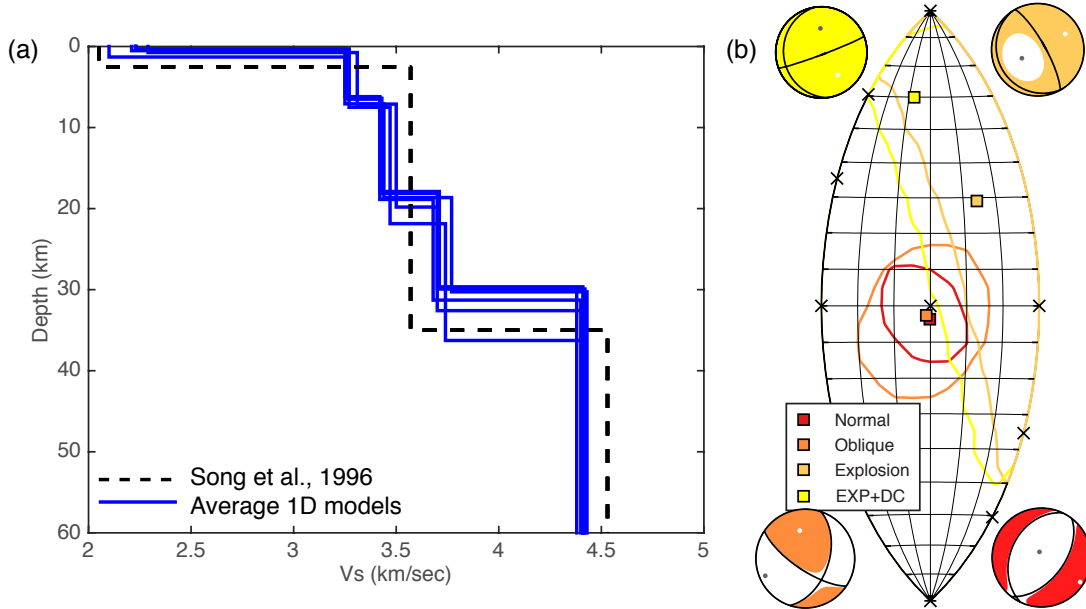 (a)
0
10
20
30
40
50
60
Depth (km)
2
2.5
3
3.5
4
4.5
5
Vs (km/sec)
Song et al., 1996
Average 1D models
(b)
Normal
Oblique
Explosion
EXP+DC